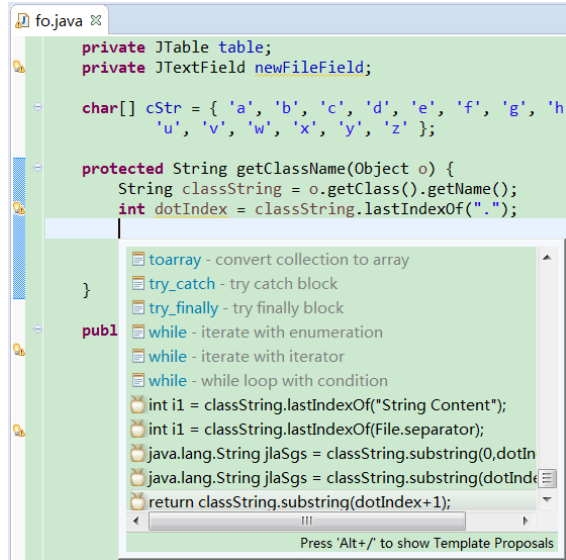 fo.java
private JTable table;
private JTextField newFileField;
char[] cStr = { 'a', 'b', 'c', 'd', 'e', 'f', 'g', 'h
'u', 'v', 'w', 'x', 'y', 'z' };
protected String getClassName(Object o) {
String classString = o.getClass().getName();
int dotIndex = classString.lastIndexOf(".");
toarray - convert collection to array
try_catch - try catch block
try_finally - try finally block
while - iterate with enumeration
while - iterate with iterator
while - while loop with condition
}
publ
int i1 = classString.lastIndexOf("String Content");
int i1 = classString.lastIndexOf(File.separator);
java.lang.String jlaSgs = classString.substring(0,dotIn
java.lang.String jlaSgs = classString.substring(dotInde
return classString.substring(dotIndex+1);
Press 'Alt+/' to show Template Proposals